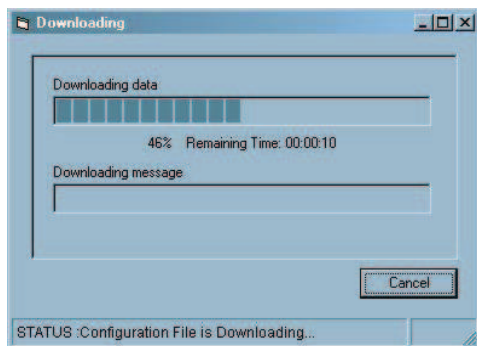 Downloading
Downloading data
46% Remaining Time: 00:00:10
Downloading message
Cancel
STATUS :Configuration File is Downloading...